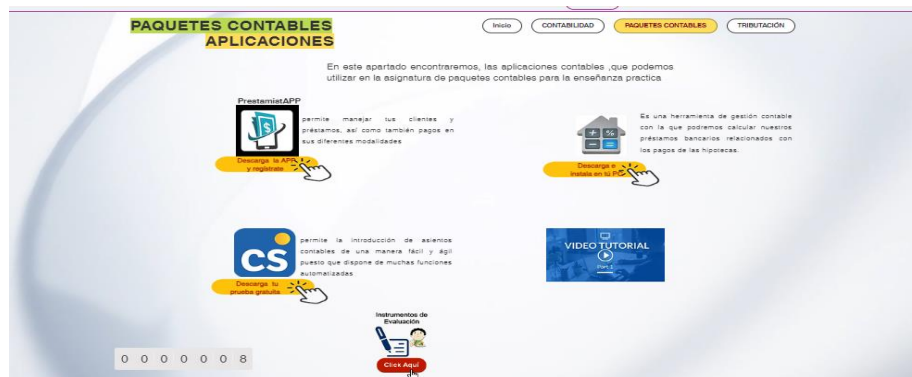 PAQUETES CONTABLES
APLICACIONES
Inicio
CONTABILIDAD
PAQUETES CONTABLES
TRIBUTACIÓN
En este apartado encontraremos, las aplicaciones contables ,que podemos
utilizar en la asignatura de paquetes contables para la enseñanza practica
PrestamistAPP
permite manejar tus clientes y
préstamos, así como también pagos en
sus diferentes modalidades
Descarga la APP
y regístrate
Es una herramienta de gestión contable
con la que podremos calcular nuestros
préstamos bancarios relacionados con
los pagos de las hipotecas.
Descarga e
instala en tú PC
CS
permite la introducción de asientos
contables de una manera fácil y ágil
puesto que dispone de muchas funciones
automatizadas
Descarga tu
prueba gratuita
VIDEO TUTORIAL
Part 1
Instrumentos de
Evaluación
Click Aquí
0 0 0 0 0 0 8